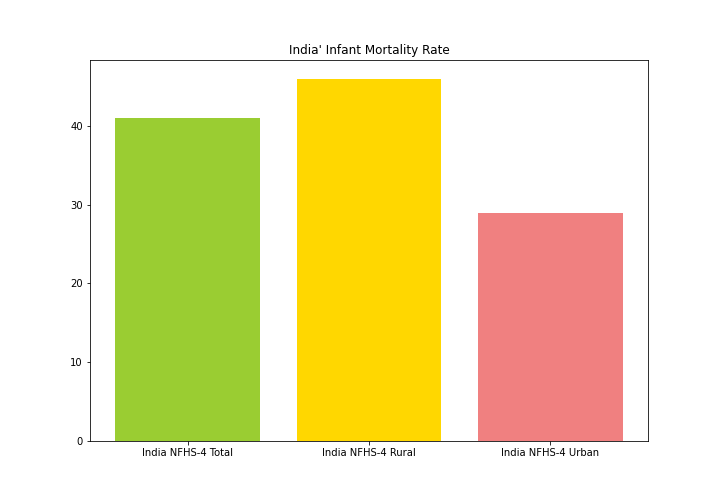 India' Infant Mortality Rate
40
30
20
10
0
India NFHS-4 Total
India NFHS-4 Rural
India NFHS-4 Urban